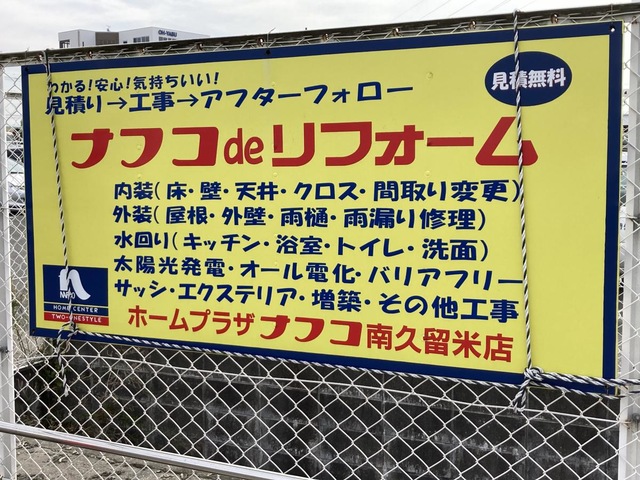 OH-YABU
わかる!安心!気持ちいい!
見積り→工事→アフターフォロー
見積無料
ナフコdeリフォーム
内装(床・壁・天井・クロス・間取り変更)
外装(屋根・外壁・雨樋・雨漏り修理)
水回り(キッチン・浴室・トイレ・洗面)
太陽光発電・オール電化・バリアフリー
サッシ・エクステリア・増築・その他工事
NAFCO
HOME CENTER
TWO-ONE STYLE
ホームプラザナフコ南久留米店